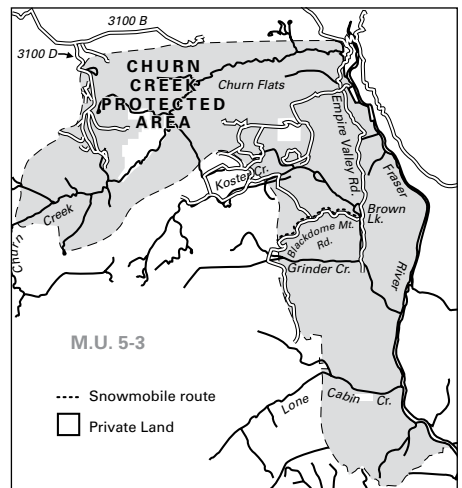 3100 B
3100 D
CHURN
CREEK
PROTECTED
AREA
Churn Flats
Empire Valley Rd.
Fraser
River
Koster Cr.
Brown
Lk.
Blackdome Mt.
Rd.
Grinder Cr.
Churn
Creek
M.U. 5-3
Lone Cabin Cr.
Snowmobile route
Private Land